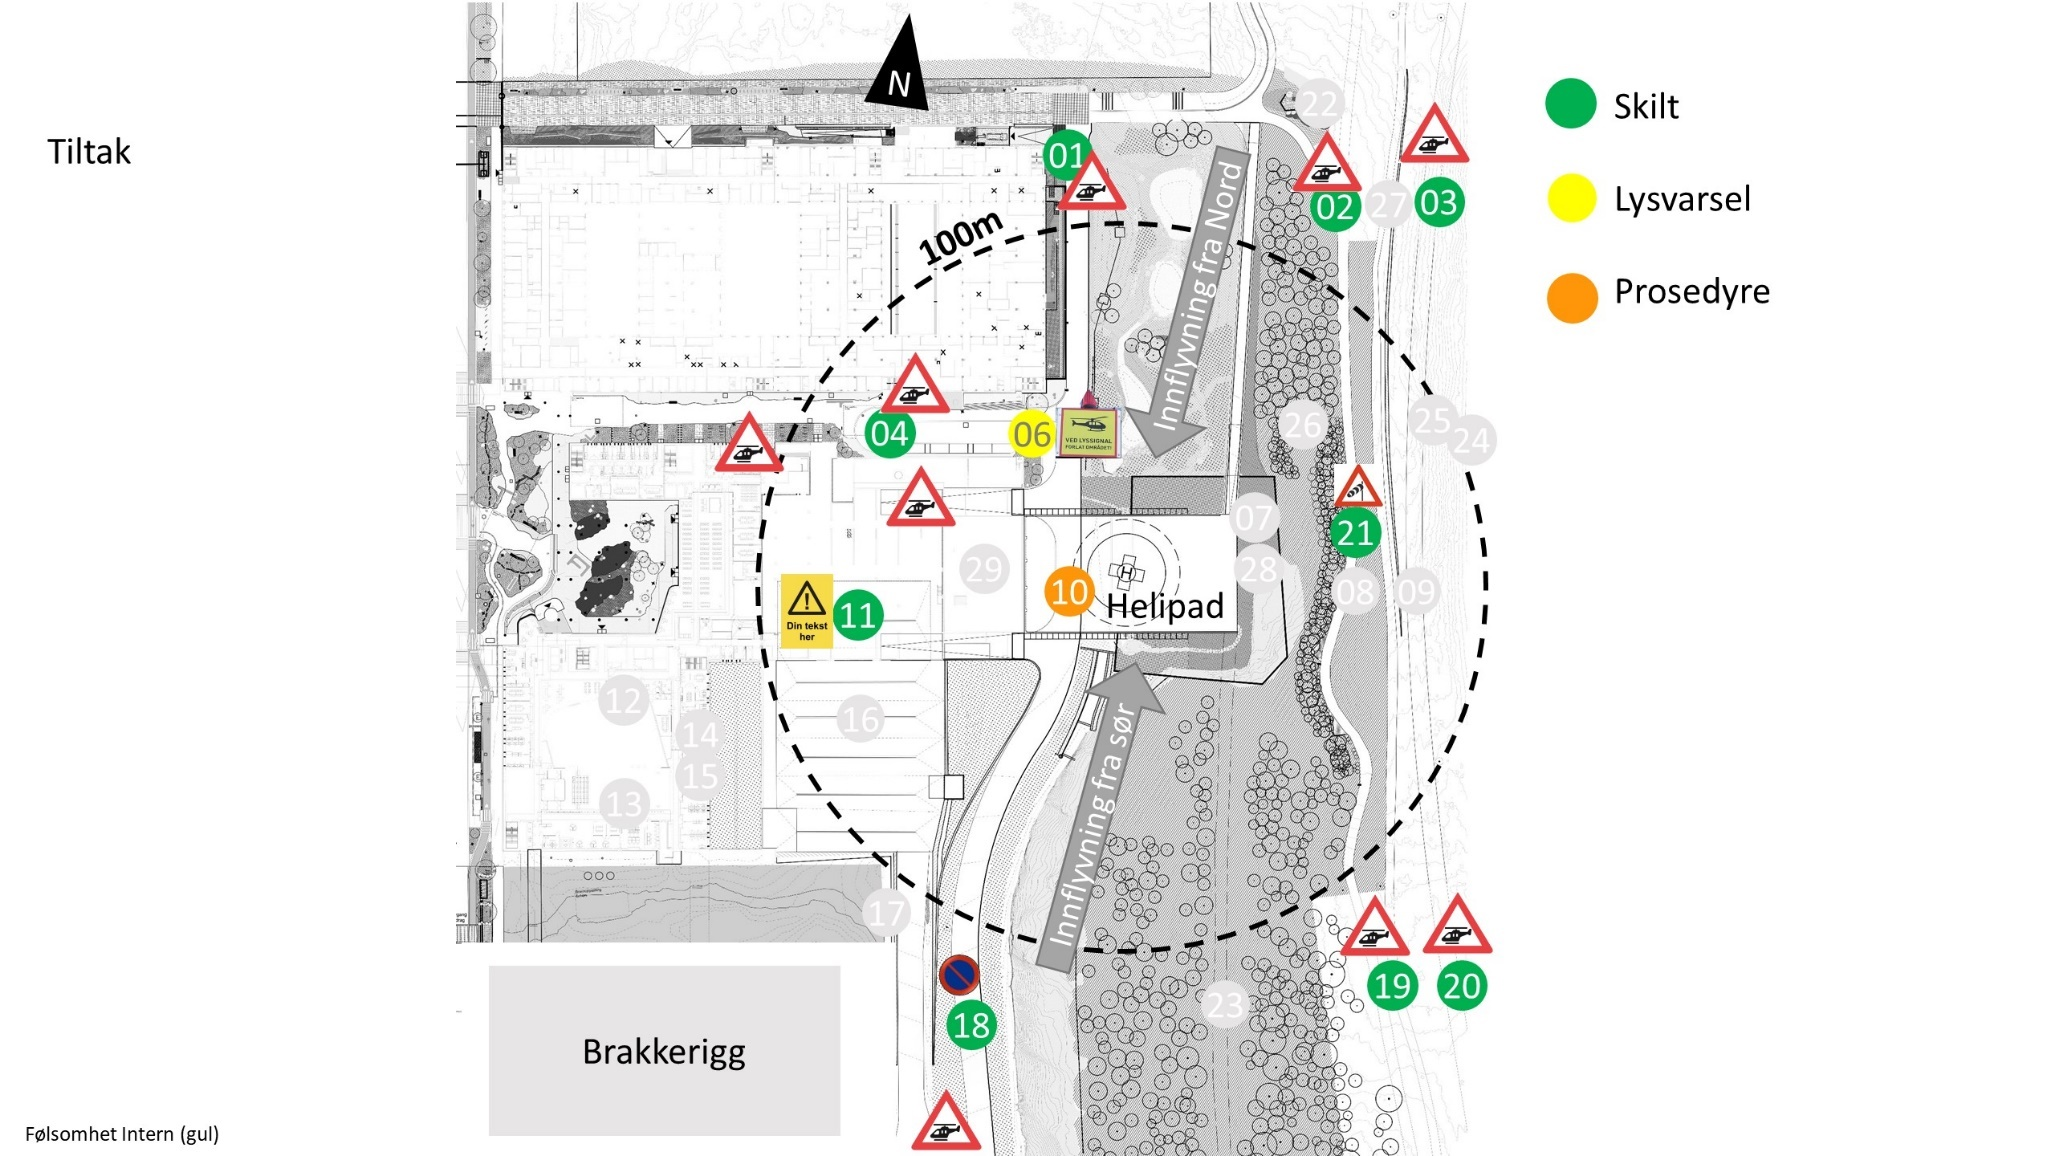 Tiltak
N
Skilt
Lysvarsel
Prosedyre
22
01
02
27
03
100m
Innflyvning fra Nord
04
06
VED LYSSIGNAL
FORLAT OMRÅDET!
26
25
24
07
21
29
28
10
Helipad
08
09
Din tekst
her
11
12
14
16
15
13
Innflyvning fra sør
17
18
19
20
23
Brakkerigg
Følsomhet Intern (gul)